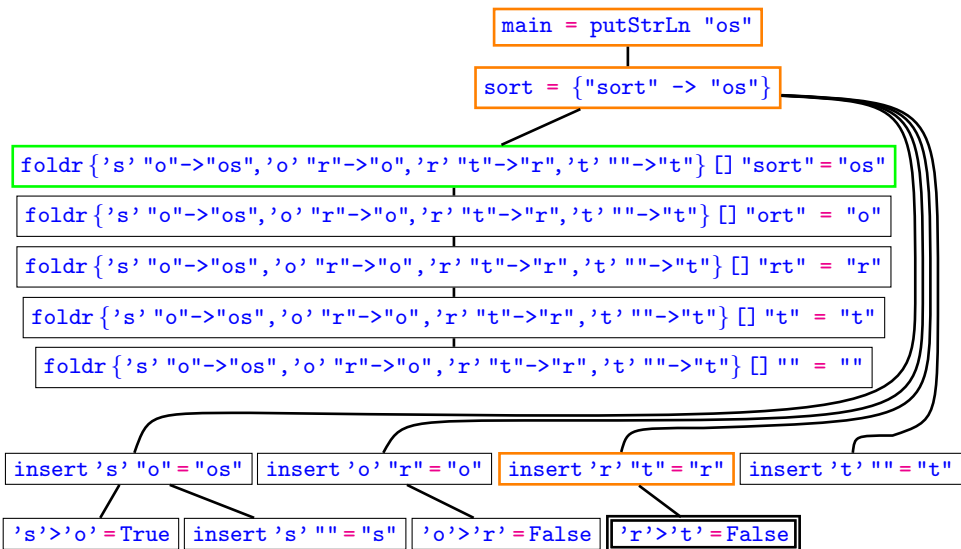 main = putStrLn "os"
sort = {"sort" -> "os"}
foldr {'s' "o"->"os",'o' "r"->"o",'r' "t"->"r",'t' ""->"t"} [] "sort"="os"
foldr {'s' "o"->"os",'o' "r"->"o",'r' "t"->"r",'t' ""->"t"} [] "ort" = "o"
foldr {'s' "o"->"os",'o' "r"->"o",'r' "t"->"r",'t' ""->"t"} [] "rt" = "r"
foldr {'s' "o"->"os",'o' "r"->"o",'r' "t"->"r",'t' ""->"t"} [] "t" = "t"
foldr {'s' "o"->"os",'o' "r"->"o",'r' "t"->"r",'t' ""->"t"} [] "" = ""
insert 's' "o"="os" insert 'o' "r"="o" insert 'r' "t"="r" insert 't' ""="t"
's'>'o'=True insert 's' ""="s" 'o'>'r'=False 'r'>'t'=False